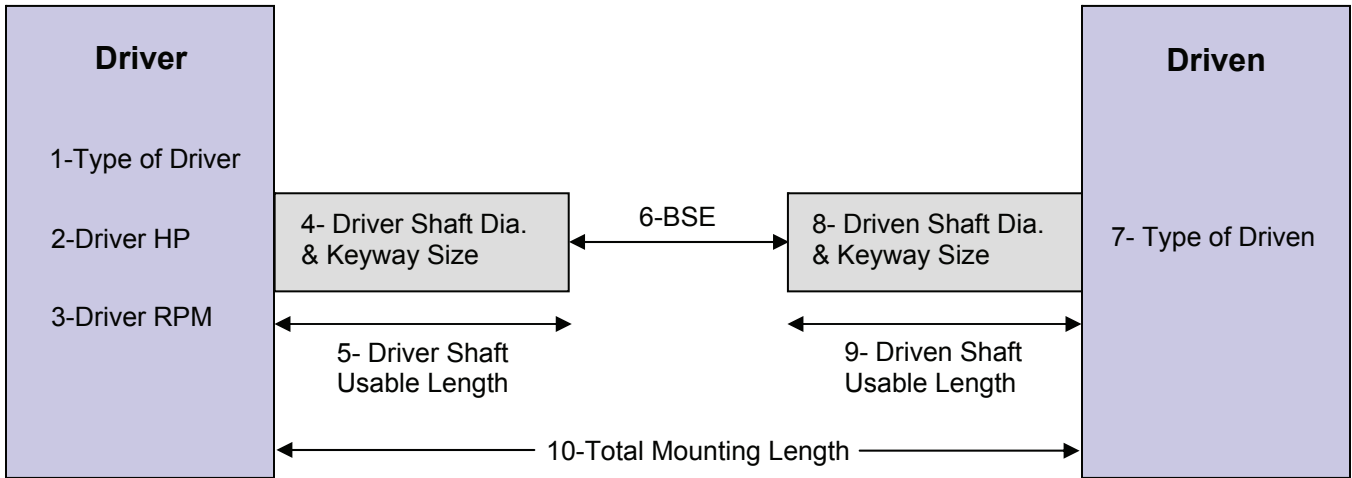 Driver
Driven
1-Type of Driver
2-Driver HP
3-Driver RPM
4- Driver Shaft Dia.
& Keyway Size
6-BSE
8- Driven Shaft Dia.
& Keyway Size
7- Type of Driven
5- Driver Shaft
Usable Length
9- Driven Shaft
Usable Length
10-Total Mounting Length